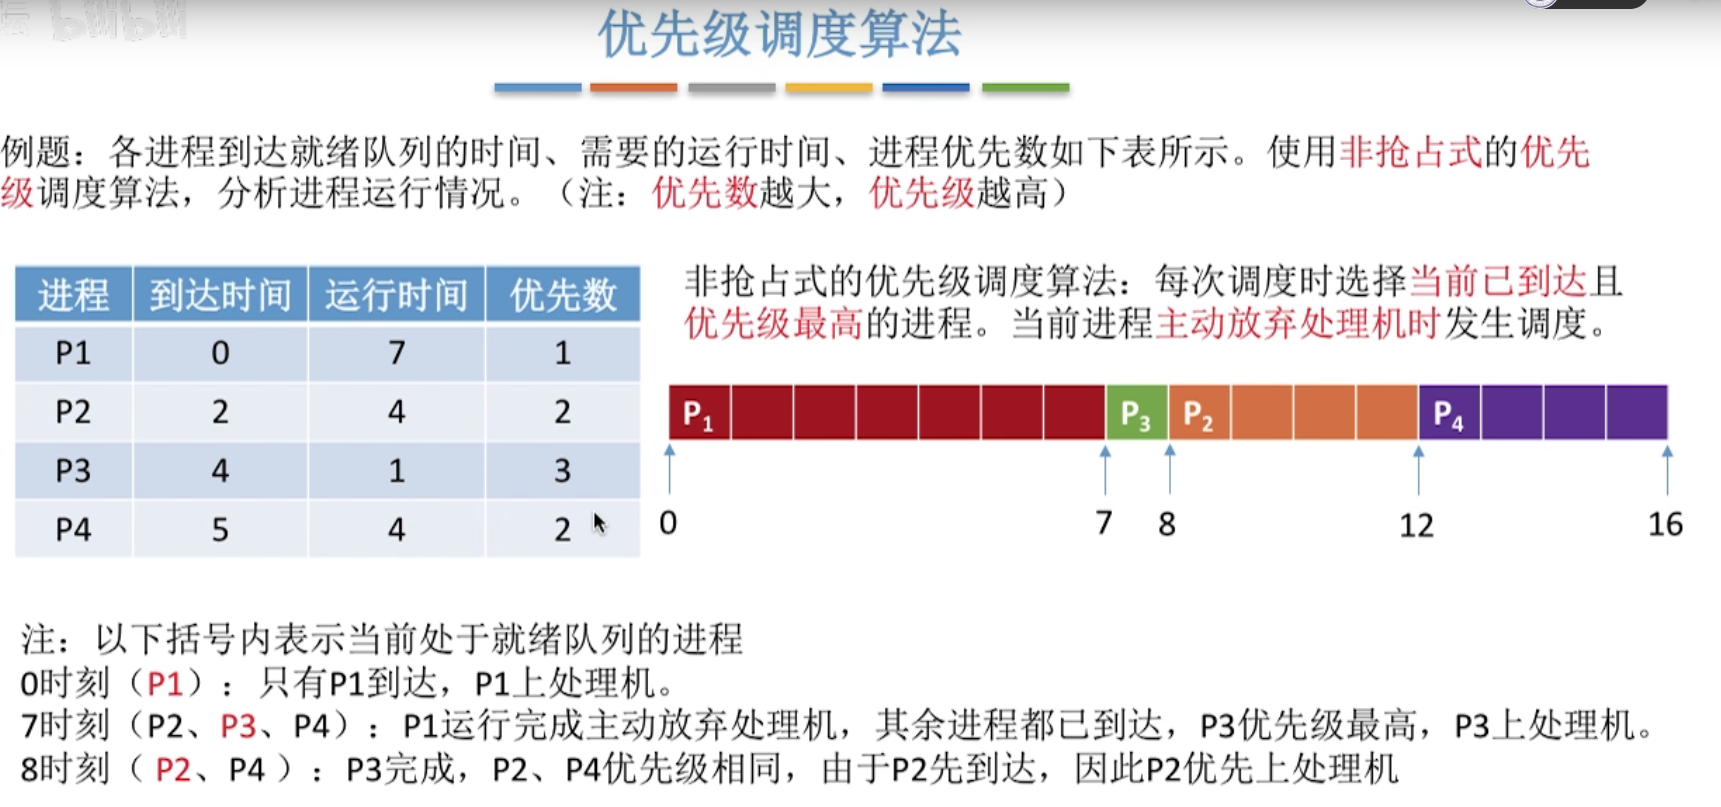 坛 bilibili
优先级调度算法
例题：各进程到达就绪队列的时间、需要的运行时间、进程优先数如下表所示。使用非抢占式的优先
级调度算法，分析进程运行情况。（注：优先数越大，优先级越高）
进程 到达时间 运行时间 优先数
P1 0 7 1
P2 2 4 2
P3 4 1 3
P4 5 4 2
非抢占式的优先级调度算法：每次调度时选择当前已到达且
优先级最高的进程。当前进程主动放弃处理机时发生调度。
P1 P3 P2 P4
0 7 8 12 16
注：以下括号内表示当前处于就绪队列的进程
0时刻（P1）：只有P1到达，P1上处理机。
7时刻（P2、P3、P4）：P1运行完成主动放弃处理机，其余进程都已到达，P3优先级最高，P3上处理机。
8时刻（ P2、P4 ）：P3完成，P2、P4优先级相同，由于P2先到达，因此P2优先上处理机